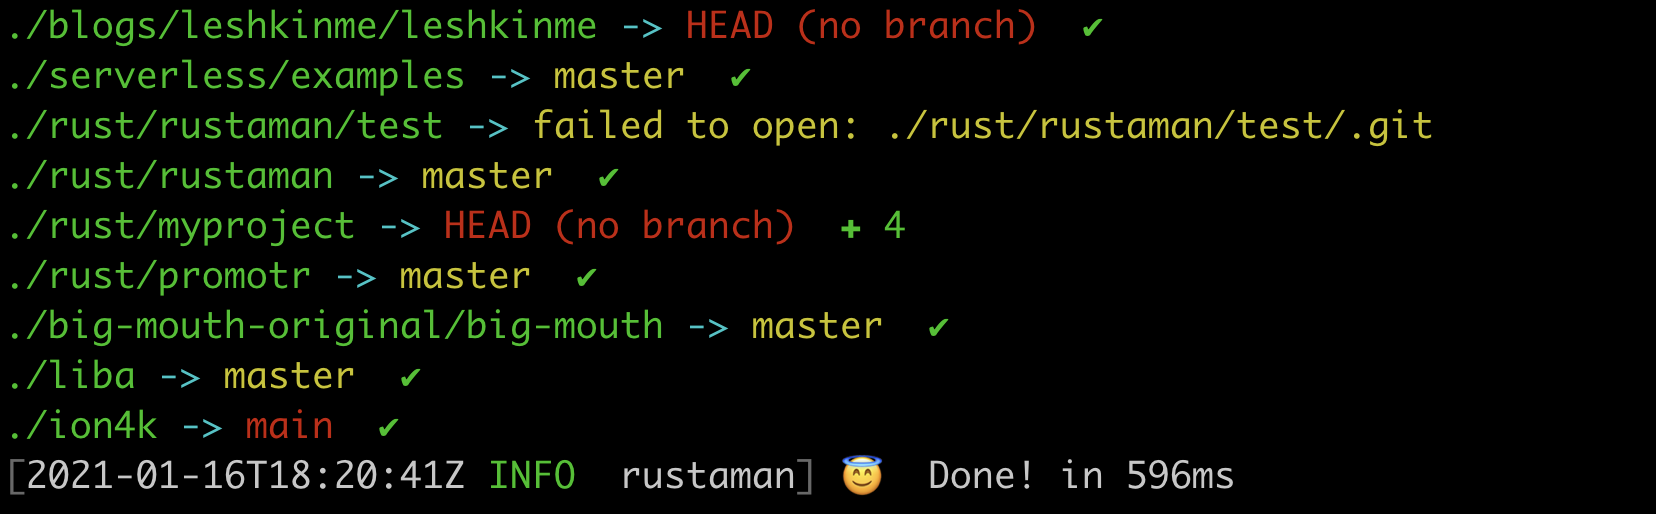 ./blogs/leshkinme/leshkinme -> HEAD (no branch)  ✔
./serverless/examples -> master  ✔
./rust/rustaman/test -> failed to open: ./rust/rustaman/test/.git
./rust/rustaman -> master  ✔
./rust/myproject -> HEAD (no branch)  ✚ 4
./rust/promotr -> master  ✔
./big-mouth-original/big-mouth -> master  ✔
./liba -> master  ✔
./ion4k -> main  ✔
[2021-01-16T18:20:41Z INFO  rustaman] 😇  Done! in 596ms